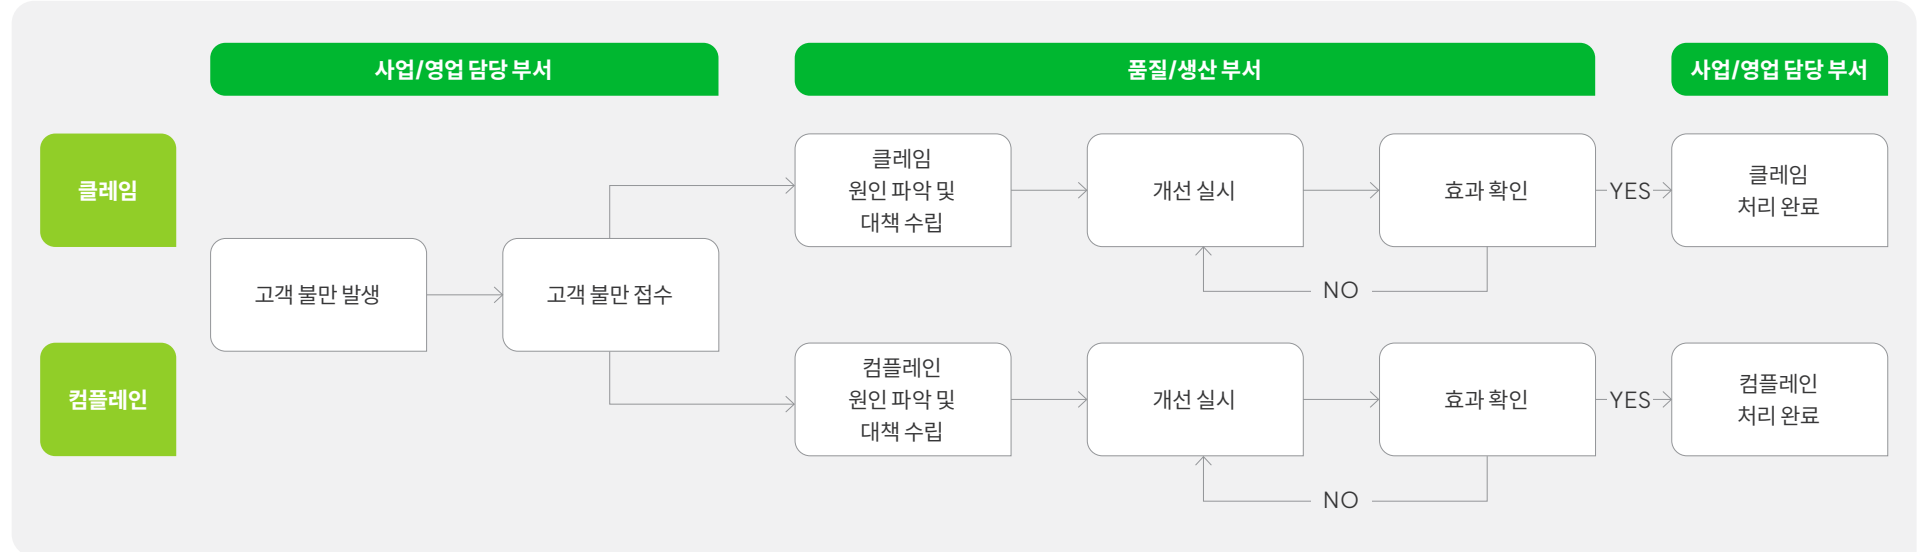 사업/영업 담당 부서
품질/생산 부서
사업/영업 담당 부서
클레임
고객 불만 발생
고객 불만 접수
클레임
원인 파악 및
대책 수립
개선 실시
효과 확인
YES
클레임
처리 완료
NO
컴플레인
컴플레인
원인 파악 및
대책 수립
개선 실시
효과 확인
YES
컴플레인
처리 완료
NO